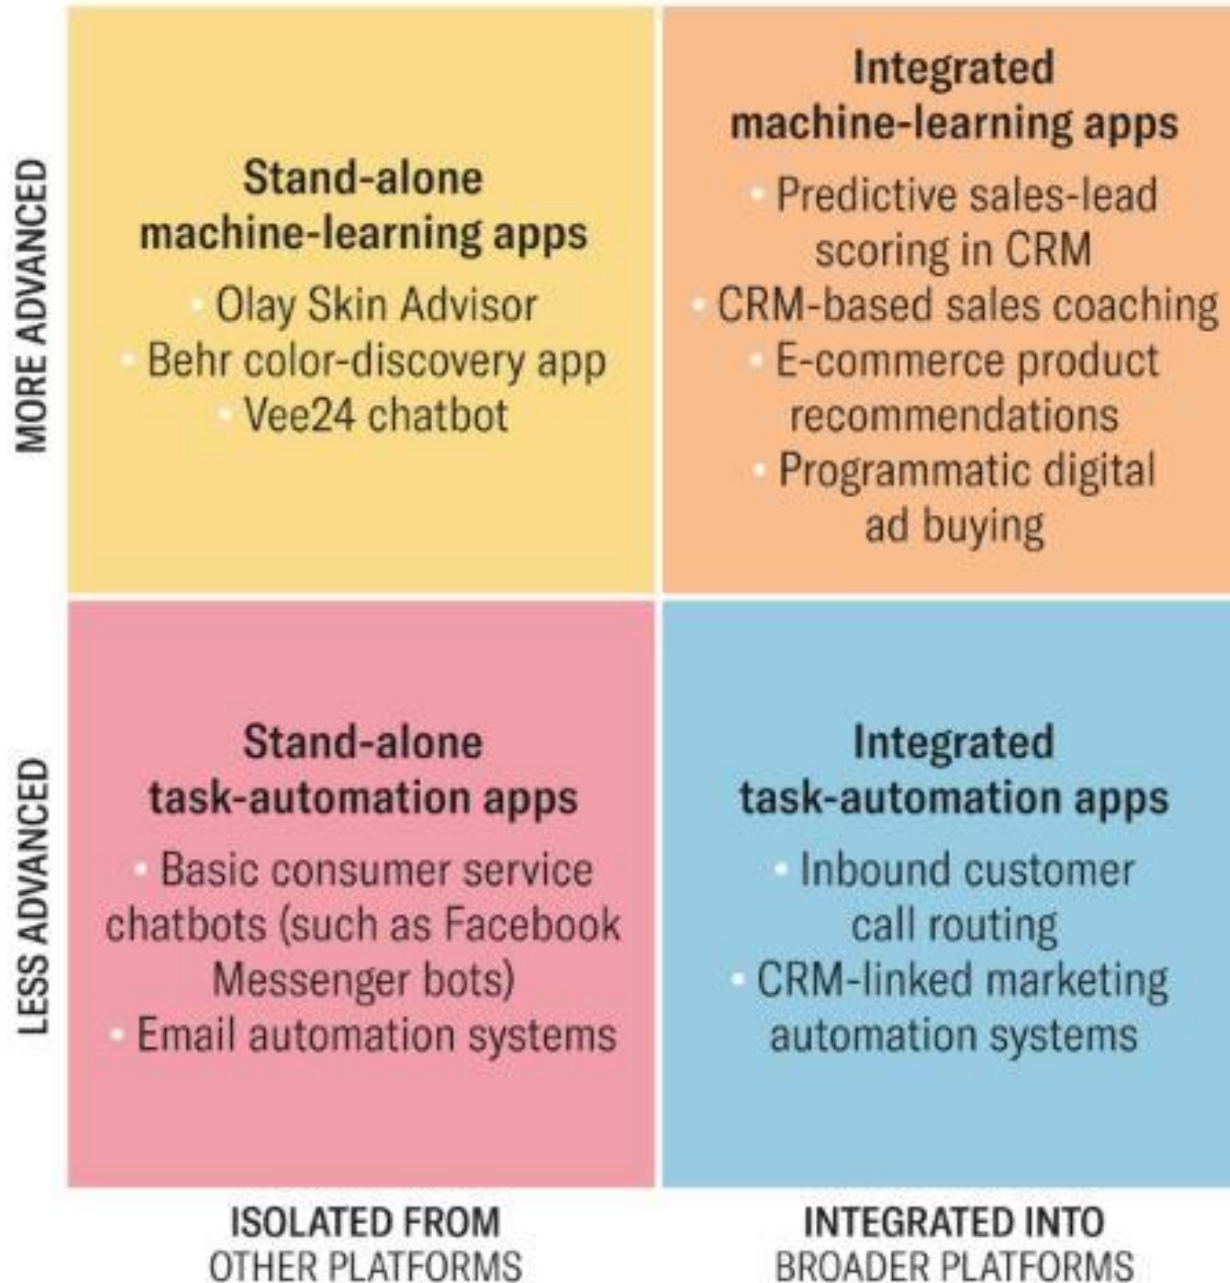 MORE ADVANCED
Stand-alone
machine-learning apps
• Olay Skin Advisor
• Behr color-discovery app
• Vee24 chatbot
Integrated
machine-learning apps
• Predictive sales-lead
scoring in CRM
• CRM-based sales coaching
• E-commerce product
recommendations
• Programmatic digital
ad buying
LESS ADVANCED
Stand-alone
task-automation apps
• Basic consumer service
chatbots (such as Facebook
Messenger bots)
• Email automation systems
Integrated
task-automation apps
• Inbound customer
call routing
• CRM-linked marketing
automation systems
ISOLATED FROM
OTHER PLATFORMS
INTEGRATED INTO
BROADER PLATFORMS